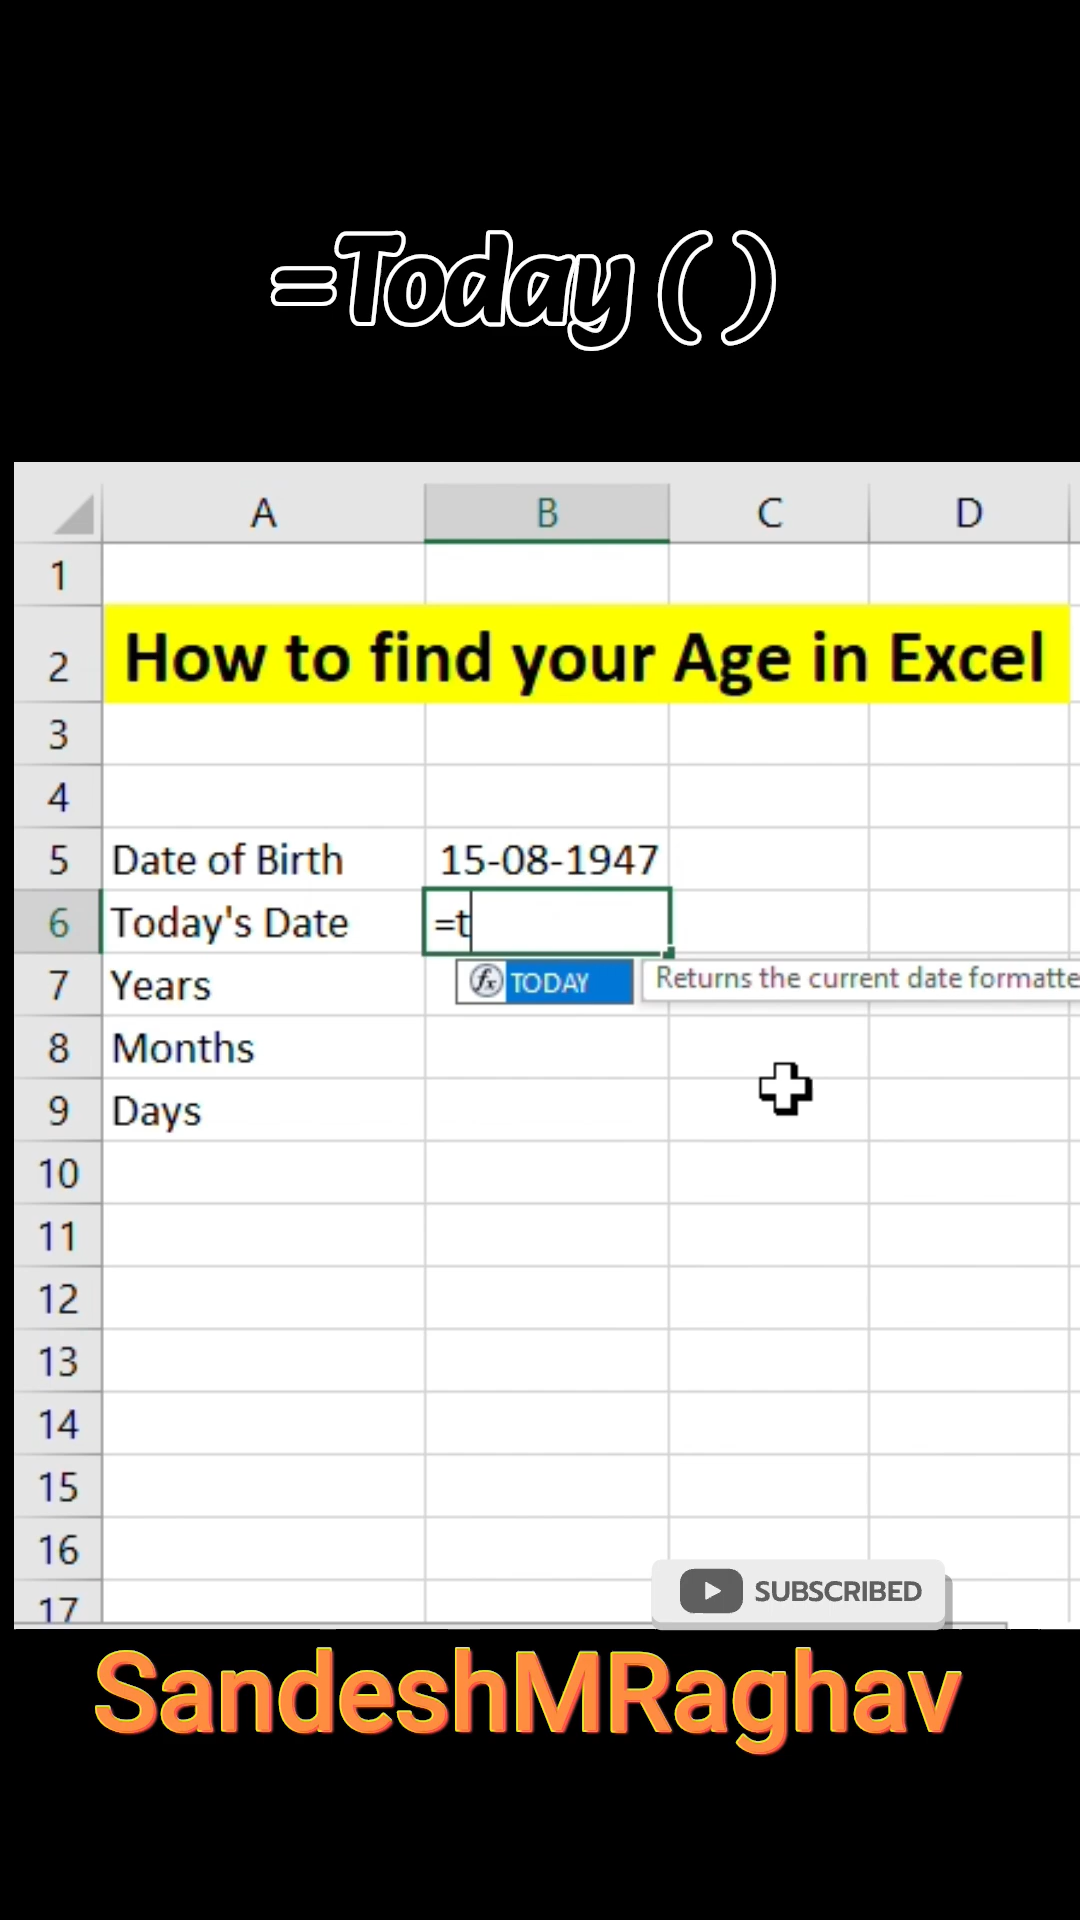 =Today ( )
A B C D
1
2 How to find your Age in Excel
3
4
5 Date of Birth 15-08-1947
6 Today's Date =t
7 Years fx TODAY Returns the current date formatte
8 Months
9 Days
10
11
12
13
14
15
16
17
SUBSCRIBED
SandeshMRaghav